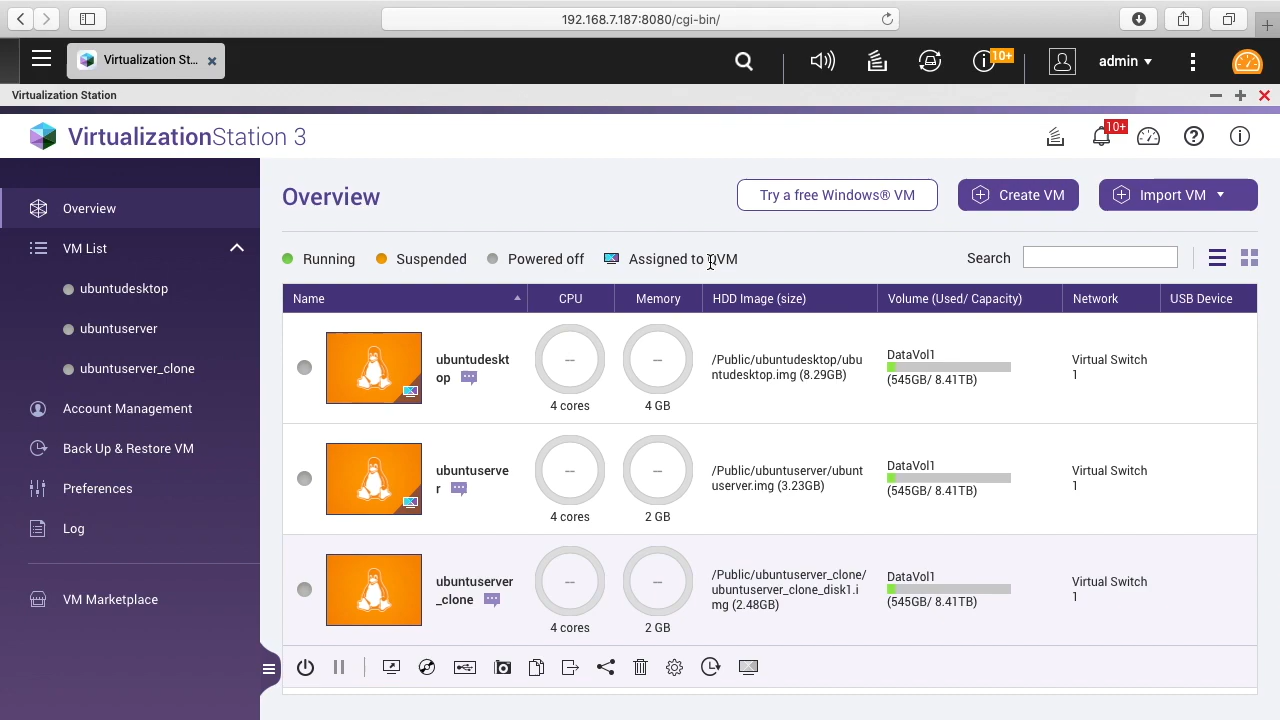 192.168.7.187:8080/cgi-bin/
Virtualization St...
10+
admin
Virtualization Station
VirtualizationStation 3
10+
Overview
VM List
ubuntudesktop
ubuntuserver
ubuntuserver_clone
Account Management
Back Up & Restore VM
Preferences
Log
VM Marketplace
Overview
Try a free Windows® VM
Create VM
Import VM
Running
Suspended
Powered off
Assigned to QVM
Search
Name
CPU
Memory
HDD Image (size)
Volume (Used/ Capacity)
Network
USB Device
ubuntudeskt
op
--
4 cores
--
4 GB
/Public/ubuntudesktop/ubu
ntudesktop.img (8.29GB)
DataVol1
(545GB/ 8.41TB)
Virtual Switch
1
ubuntuserve
r
--
4 cores
--
2 GB
/Public/ubuntuserver/ubunt
userver.img (3.23GB)
DataVol1
(545GB/ 8.41TB)
Virtual Switch
1
ubuntuserver
_clone
--
4 cores
--
2 GB
/Public/ubuntuserver_clone/
ubuntuserver_clone_disk1.i
mg (2.48GB)
DataVol1
(545GB/ 8.41TB)
Virtual Switch
1